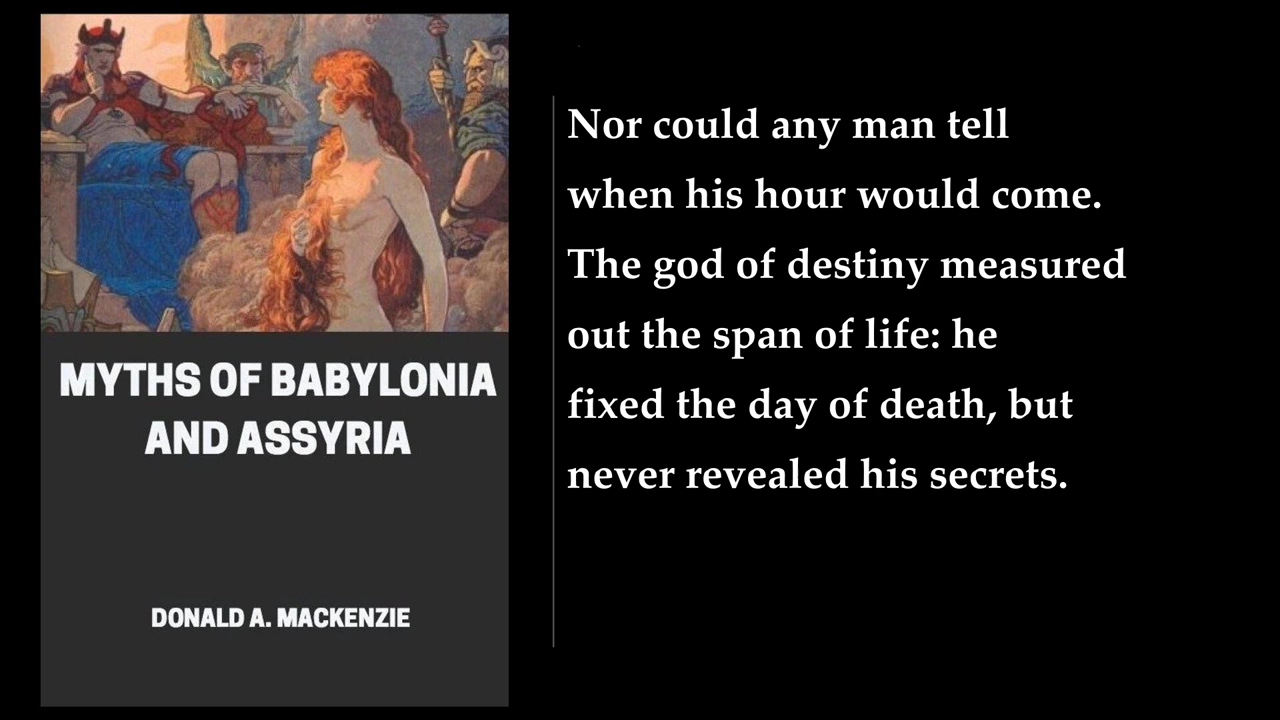 MYTHS OF BABYLONIA
AND ASSYRIA
DONALD A. MACKENZIE
Nor could any man tell
when his hour would come.
The god of destiny measured
out the span of life: he
fixed the day of death, but
never revealed his secrets.